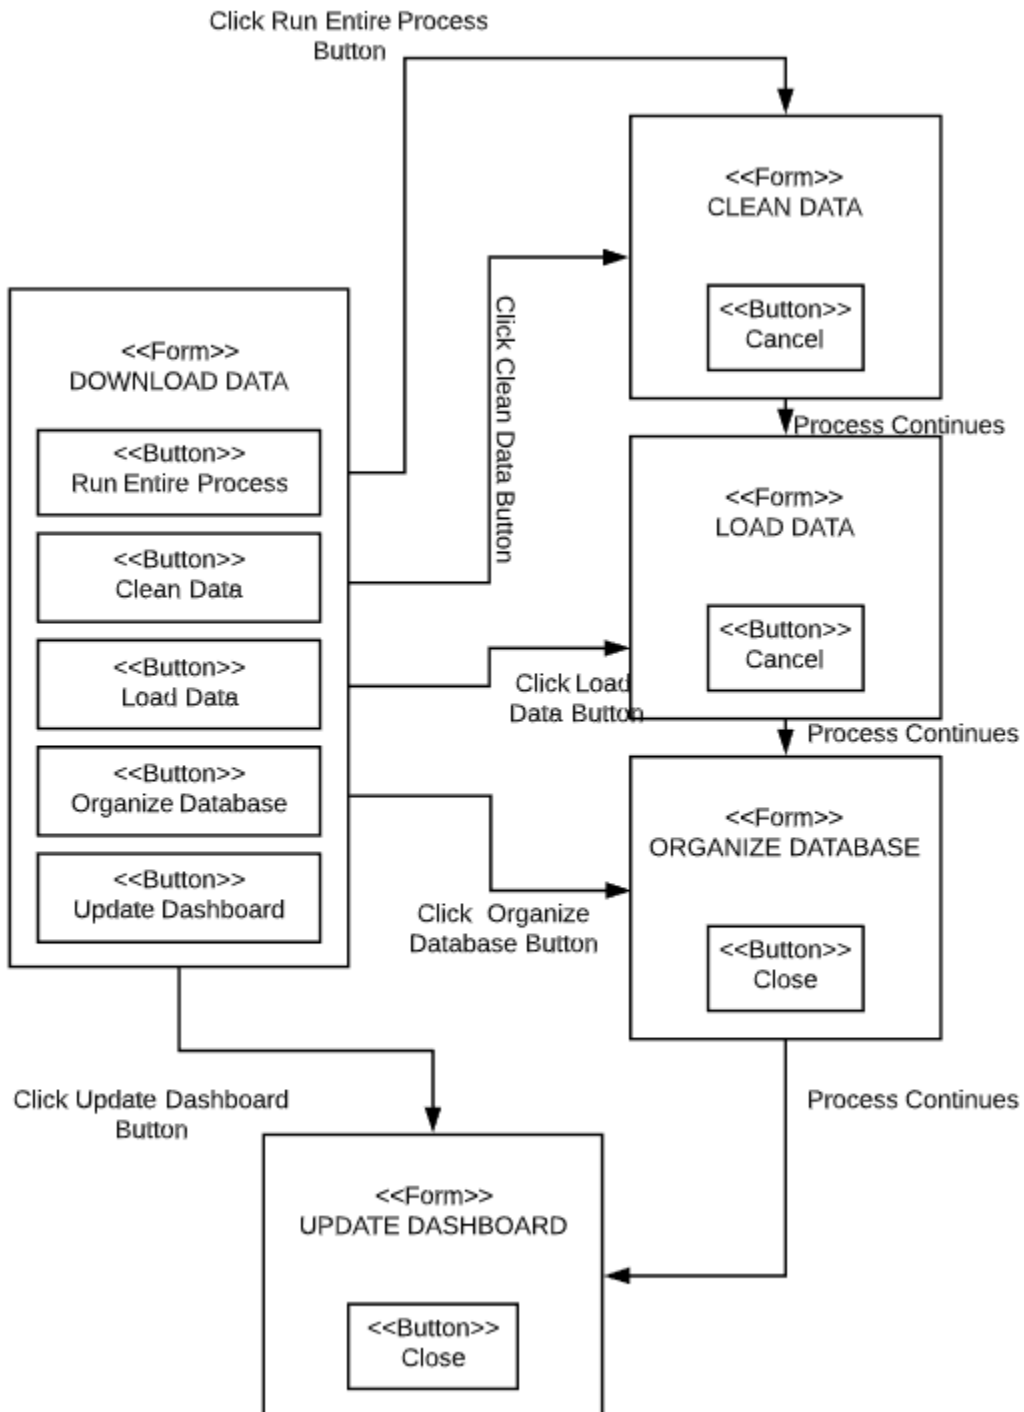 Click Run Entire Process
Button
<<Form>>
CLEAN DATA
<<Button>>
Cancel
Process Continues
Click Clean Data Button
<<Form>>
DOWNLOAD DATA
<<Button>>
Run Entire Process
<<Button>>
Clean Data
<<Button>>
Load Data
<<Button>>
Organize Database
<<Button>>
Update Dashboard
<<Form>>
LOAD DATA
<<Button>>
Cancel
Click Load
Data Button
Process Continues
<<Form>>
ORGANIZE DATABASE
<<Button>>
Close
Click Organize
Database Button
Click Update Dashboard
Button
Process Continues
<<Form>>
UPDATE DASHBOARD
<<Button>>
Close